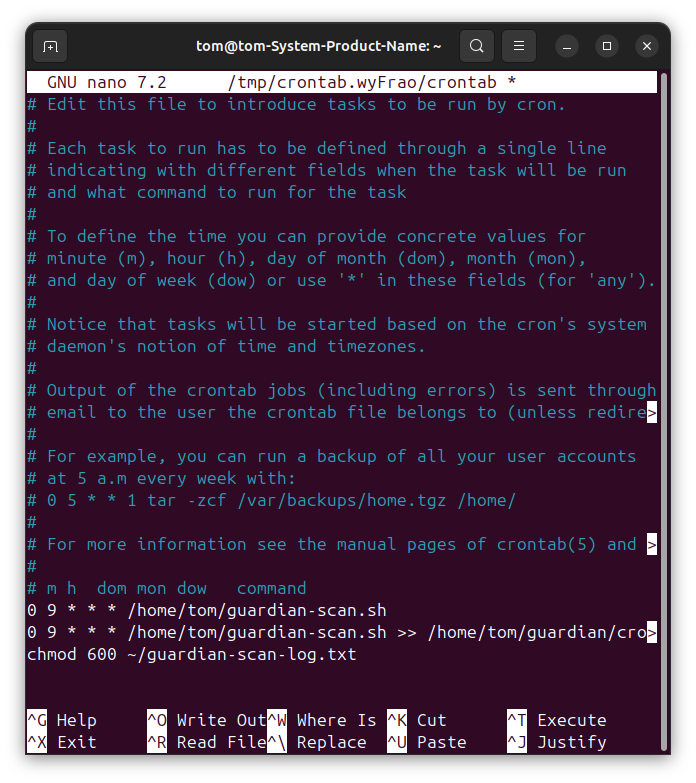 tom@tom-System-Product-Name: ~
GNU nano 7.2 /tmp/crontab.wyFrao/crontab *
# Edit this file to introduce tasks to be run by cron.
#
# Each task to run has to be defined through a single line
# indicating with different fields when the task will be run
# and what command to run for the task
#
# To define the time you can provide concrete values for
# minute (m), hour (h), day of month (dom), month (mon),
# and day of week (dow) or use '*' in these fields (for 'any').
#
# Notice that tasks will be started based on the cron's system
# daemon's notion of time and timezones.
#
# Output of the crontab jobs (including errors) is sent through
# email to the user the crontab file belongs to (unless redire>
#
# For example, you can run a backup of all your user accounts
# at 5 a.m every week with:
# 0 5 * * 1 tar -zcf /var/backups/home.tgz /home/
#
# For more information see the manual pages of crontab(5) and >
#
# m h  dom mon dow   command
0 9 * * * /home/tom/guardian-scan.sh
0 9 * * * /home/tom/guardian-scan.sh >> /home/tom/guardian/cro>
chmod 600 ~/guardian-scan-log.txt
^G Help ^O Write Out ^W Where Is ^K Cut ^T Execute
^X Exit ^R Read File ^\ Replace ^U Paste ^J Justify